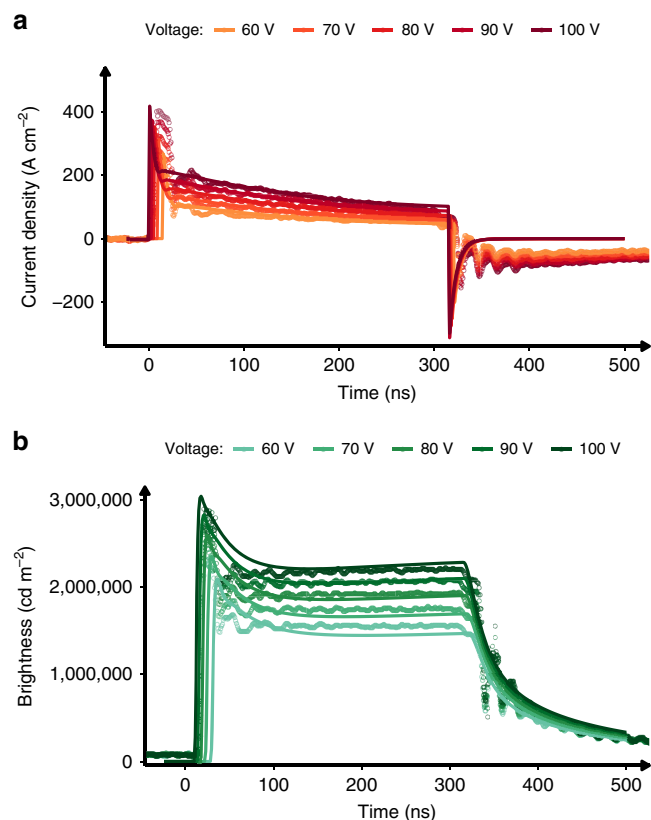 a
Voltage: 60 V 70 V 80 V 90 V 100 V
Current density (A cm⁻²)
400
200
0
−200
0 100 200 300 400 500
Time (ns)
b
Voltage: 60 V 70 V 80 V 90 V 100 V
Brightness (cd m⁻²)
3,000,000
2,000,000
1,000,000
0
0 100 200 300 400 500
Time (ns)